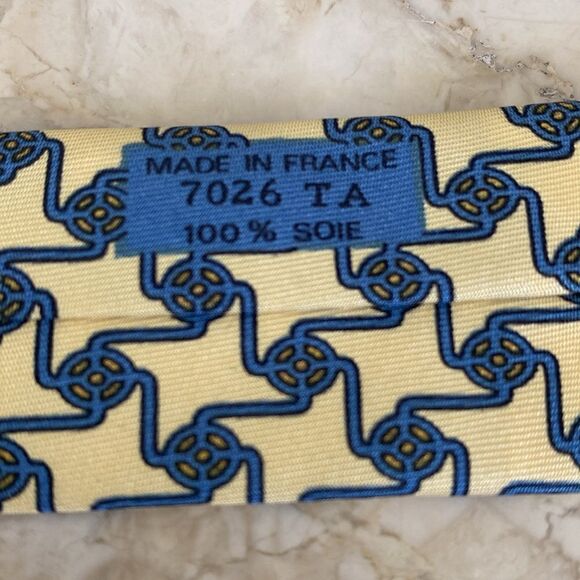 MADE IN FRANCE
7026 TA
100% SOIE